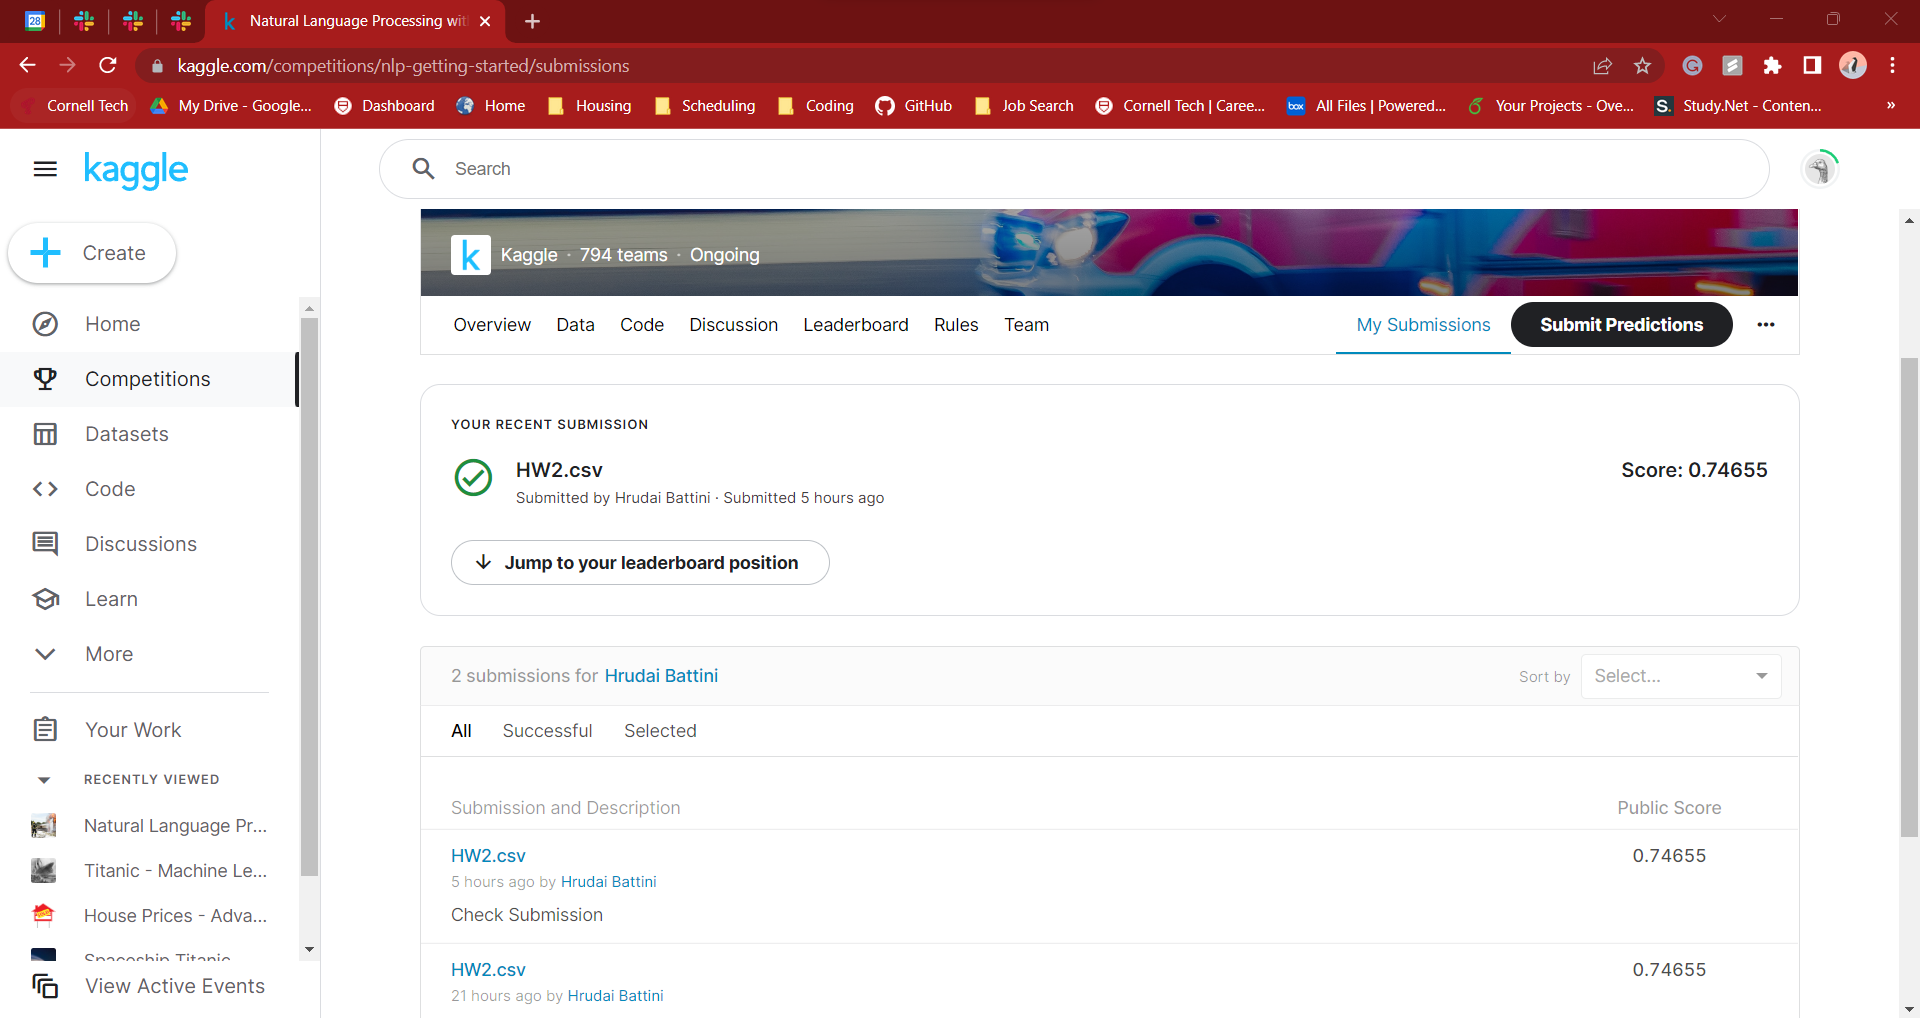 28
Natural Language Processing wit
kaggle.com/competitions/nlp-getting-started/submissions
Cornell Tech
My Drive - Google...
Dashboard
Home
Housing
Scheduling
Coding
GitHub
Job Search
Cornell Tech | Caree...
box
All Files | Powered...
Your Projects - Ove...
S.
Study.Net - Conten...
»
kaggle
Search
Create
Home
Competitions
Datasets
Code
Discussions
Learn
More
Your Work
RECENTLY VIEWED
Natural Language Pr...
Titanic - Machine Le...
House Prices - Adva...
Spaceship Titanic
View Active Events
k
Kaggle · 794 teams · Ongoing
Overview
Data
Code
Discussion
Leaderboard
Rules
Team
My Submissions
Submit Predictions
YOUR RECENT SUBMISSION
HW2.csv
Score: 0.74655
Submitted by Hrudai Battini · Submitted 5 hours ago
Jump to your leaderboard position
2 submissions for Hrudai Battini
Sort by
Select...
All
Successful
Selected
Submission and Description
Public Score
HW2.csv
0.74655
5 hours ago by Hrudai Battini
Check Submission
HW2.csv
0.74655
21 hours ago by Hrudai Battini